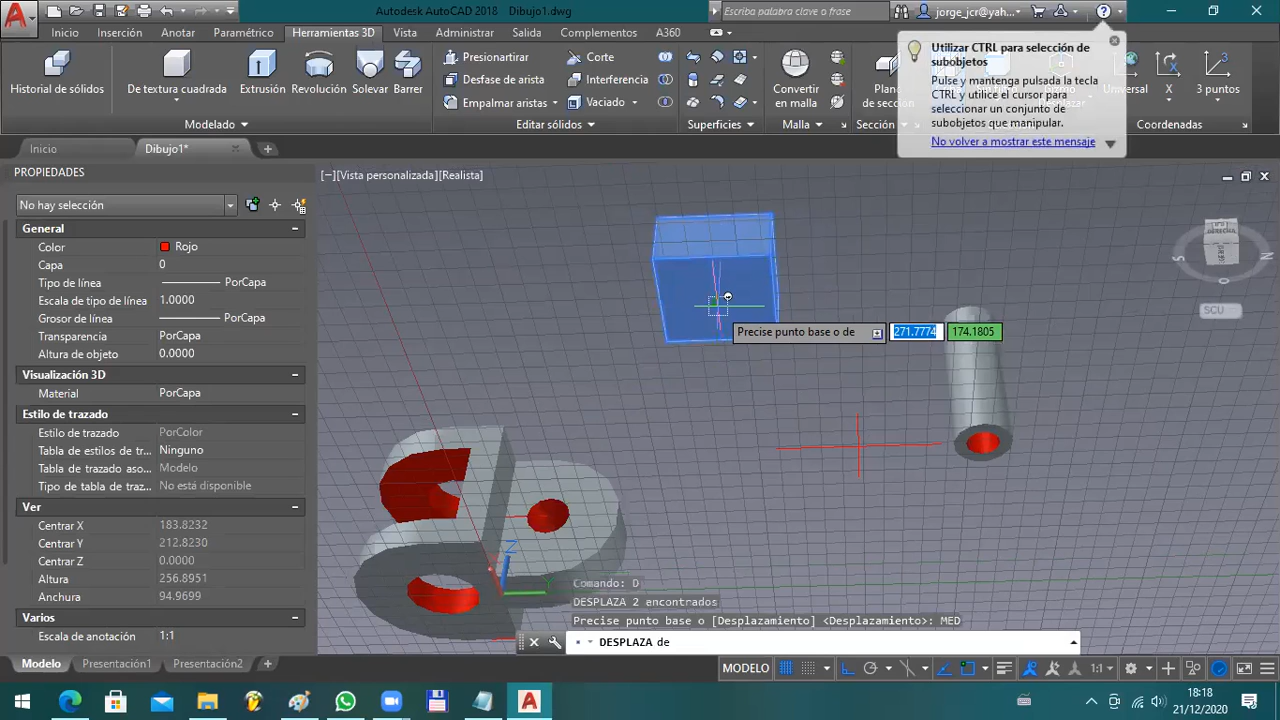 Autodesk AutoCAD 2018 Dibujo1.dwg
Escriba palabra clave o frase
jorge_jcr@yah...
Inicio Inserción Anotar Paramétrico Herramientas 3D Vista Administrar Salida Complementos A360
Historial de sólidos
De textura cuadrada
Extrusión
Revolución
Solevar
Barrer
Presionartirar
Desfase de arista
Empalmar aristas
Corte
Interferencia
Vaciado
Convertir
en malla
Universal
X
3 puntos
Modelado
Editar sólidos
Superficies
Malla
Sección
Coordenadas
Utilizar CTRL para selección de
subobjetos
Pulse y mantenga pulsada la tecla
CTRL y utilice el cursor para
seleccionar un conjunto de
subobjetos que manipular.
No volver a mostrar este mensaje
Inicio
Dibujo1*
PROPIEDADES
No hay selección
General
Color Rojo
Capa 0
Tipo de línea PorCapa
Escala de tipo de línea 1.0000
Grosor de línea PorCapa
Transparencia PorCapa
Altura de objeto 0.0000
Visualización 3D
Material PorCapa
Estilo de trazado
Estilo de trazado PorColor
Tabla de estilos de tr... Ninguno
Tabla de trazado aso... Modelo
Tipo de tabla de traz... No está disponible
Ver
Centrar X 183.8232
Centrar Y 212.8230
Centrar Z 0.0000
Altura 256.8951
Anchura 94.9699
Varios
Escala de anotación 1:1
[−][Vista personalizada][Realista]
N
S
SCU
Precise punto base o de 271.7774 174.1805
Z
Y
Comando: D
DESPLAZA 2 encontrados
Precise punto base o [Desplazamiento] <Desplazamiento>: MED
DESPLAZA de
Modelo Presentación1 Presentación2
MODELO
1:1
18:18
21/12/2020